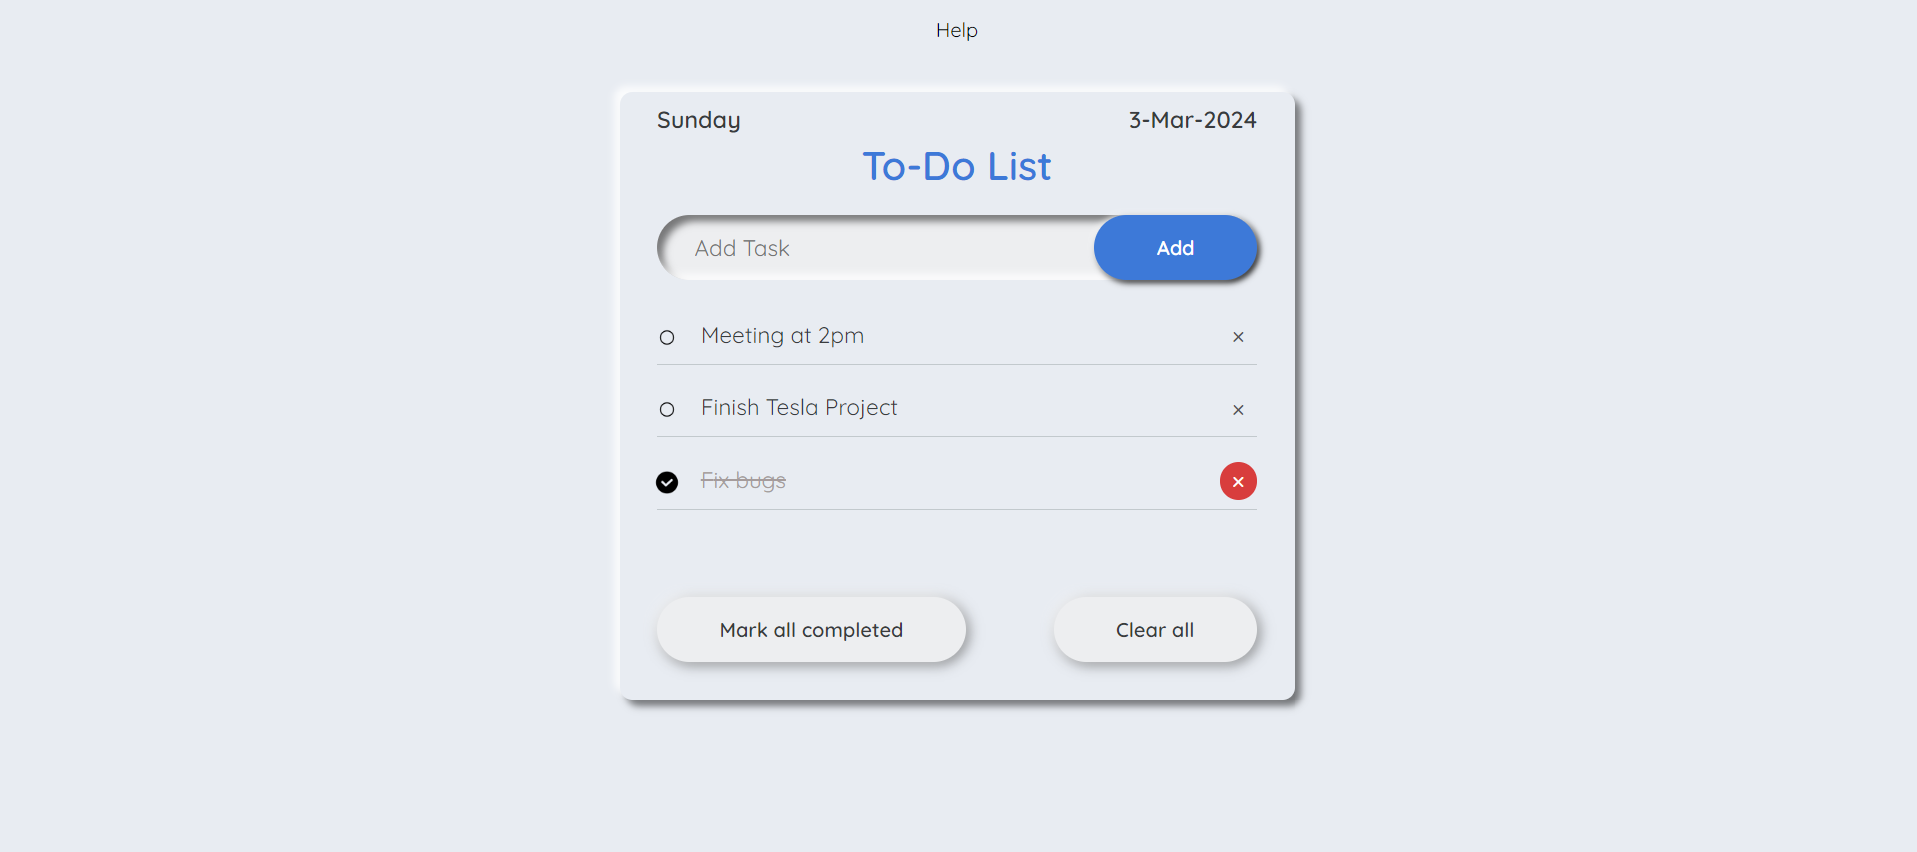 Help
Sunday 3-Mar-2024
To-Do List
Add Task Add
Meeting at 2pm ×
Finish Tesla Project ×
Fix bugs ×
Mark all completed Clear all